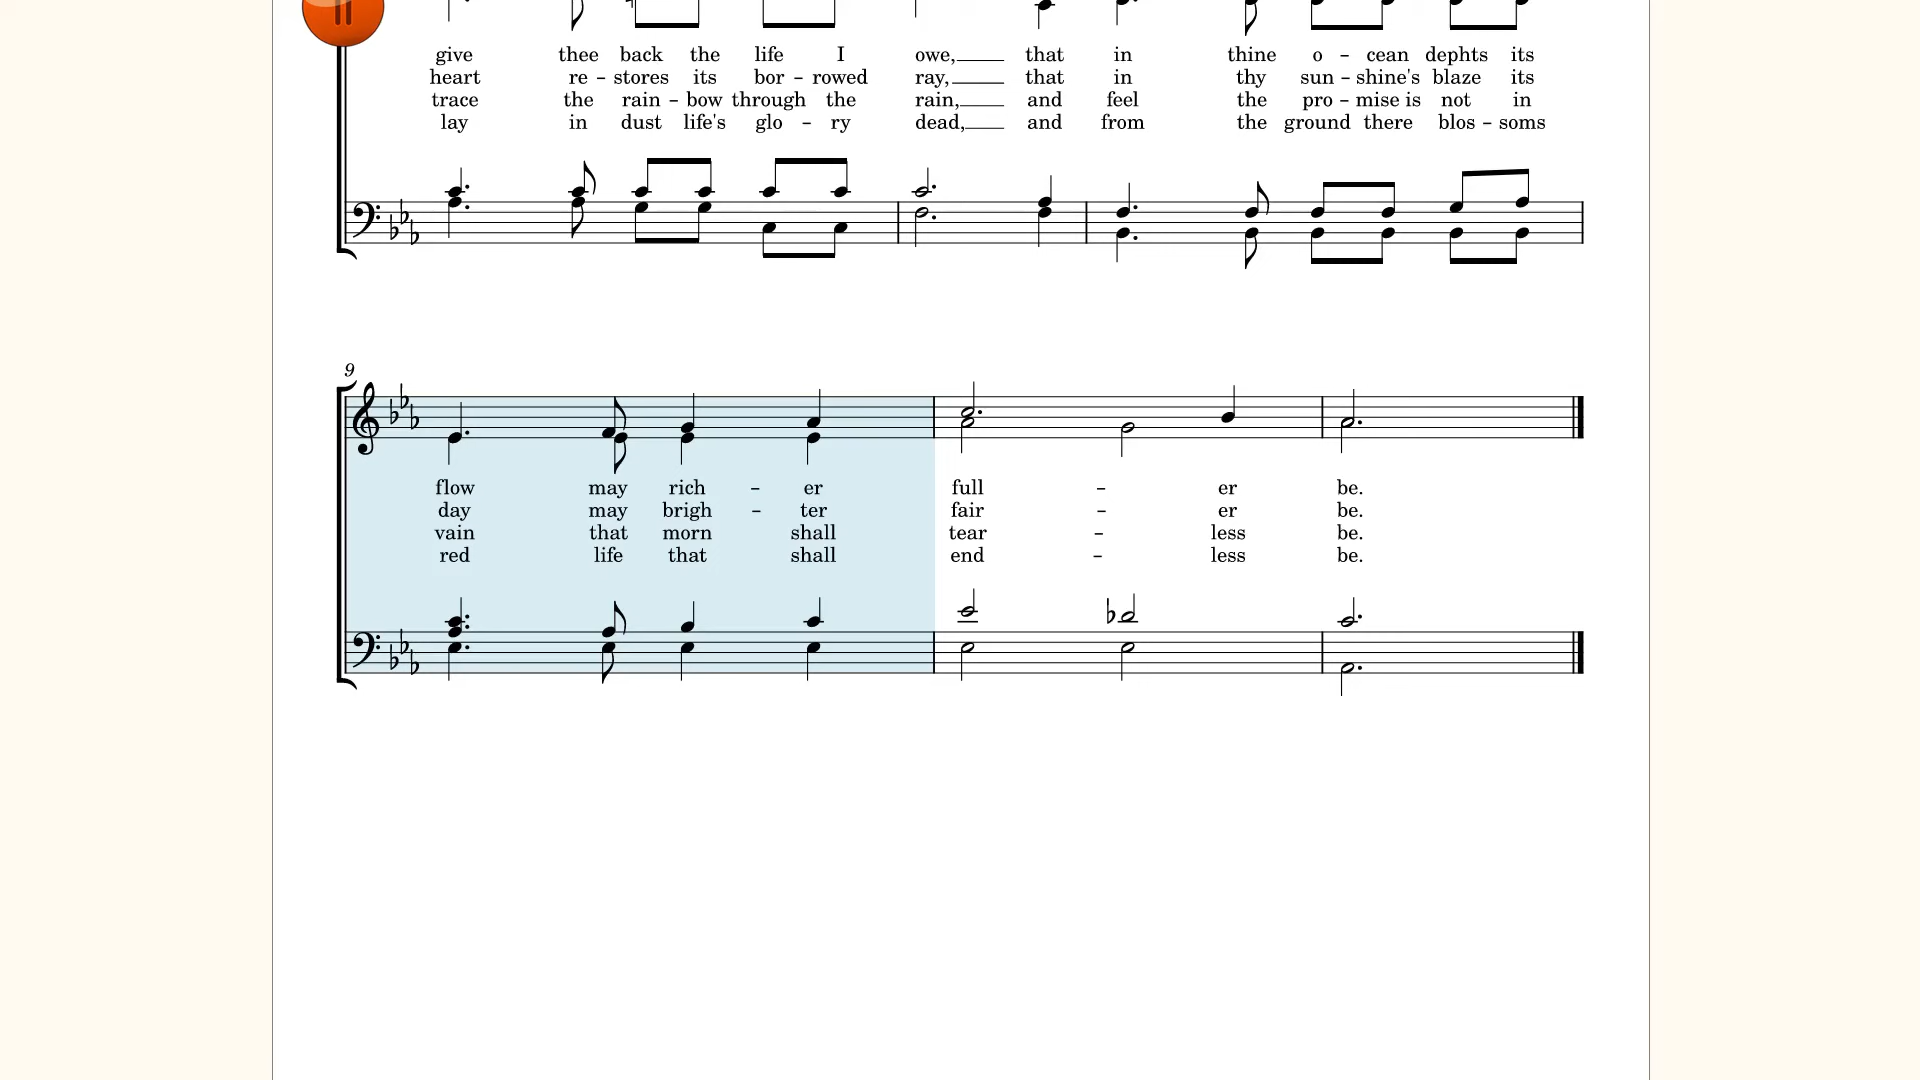 give thee back the life I owe, that in thine o – cean dephts its
heart re – stores its bor – rowed ray, that in thy sun – shine's blaze its
trace the rain – bow through the rain, and feel the pro – mise is not in
lay in dust life's glo – ry dead, and from the ground there blos – soms
9
flow may rich – er full – er be.
day may brigh – ter fair – er be.
vain that morn shall tear – less be.
red life that shall end – less be.